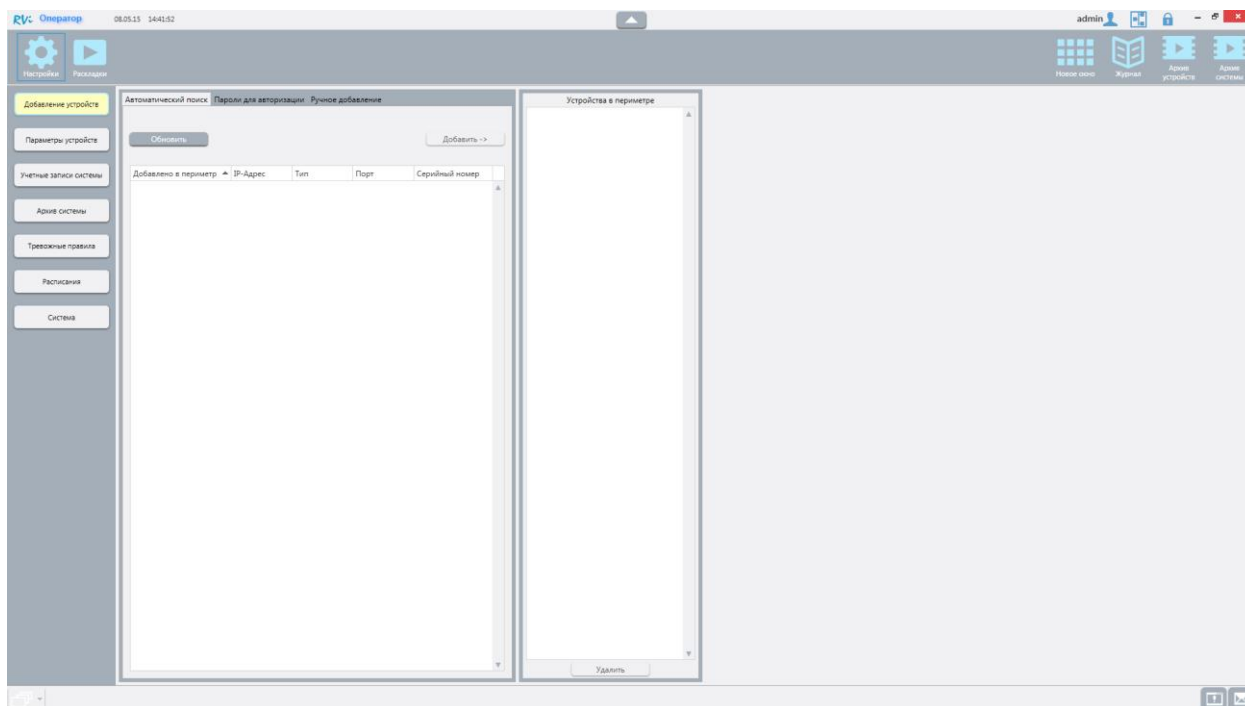 RVi Оператор 08.05.15 14:41:52 admin
Настройки Раскладки Новое окно Журнал Архив устройств Архив системы
Добавление устройств
Параметры устройств
Учетные записи системы
Архив системы
Тревожные правила
Расписания
Система
Автоматический поиск Пароли для авторизации Ручное добавление
Обновить Добавить ->
Добавлено в периметр IP-Адрес Тип Порт Серийный номер
Устройства в периметре
Удалить